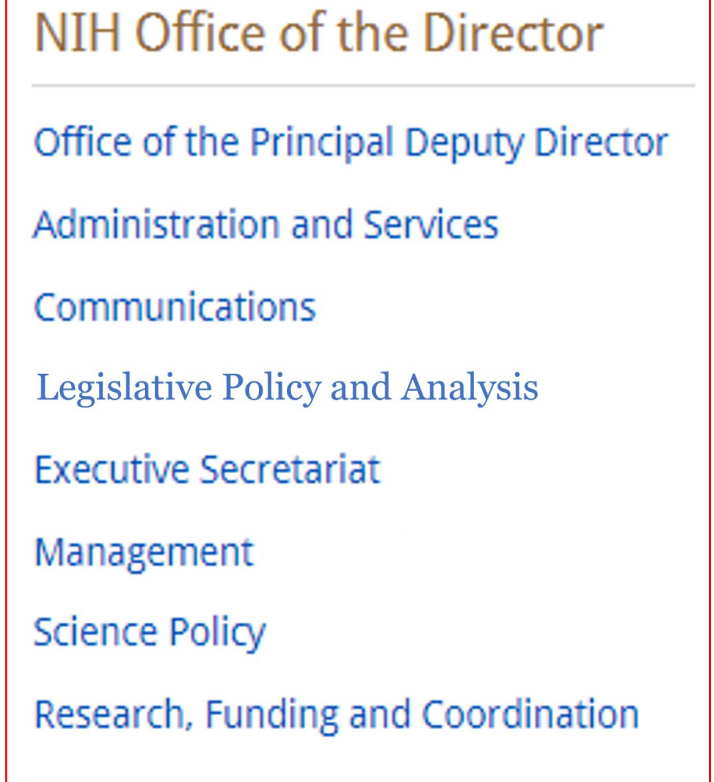 NIH Office of the Director
Office of the Principal Deputy Director
Administration and Services
Communications
Legislative Policy and Analysis
Executive Secretariat
Management
Science Policy
Research, Funding and Coordination